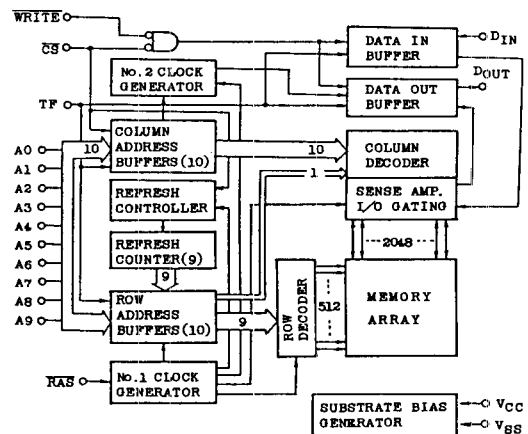 WRITE
CS
TF
A0
A1
A2
A3
A4
A5
A6
A7
A8
A9
RAS
No.2 CLOCK
GENERATOR
COLUMN
ADDRESS
BUFFERS(10)
REFRESH
CONTROLLER
REFRESH
COUNTER(9)
ROW
ADDRESS
BUFFERS(10)
No.1 CLOCK
GENERATOR
10
10
1
9
9
DATA IN
BUFFER
DATA OUT
BUFFER
DIN
DOUT
COLUMN
DECODER
SENSE AMP.
I/O GATING
2048
ROW DECODER
512
MEMORY
ARRAY
SUBSTRATE BIAS
GENERATOR
VCC
VSS